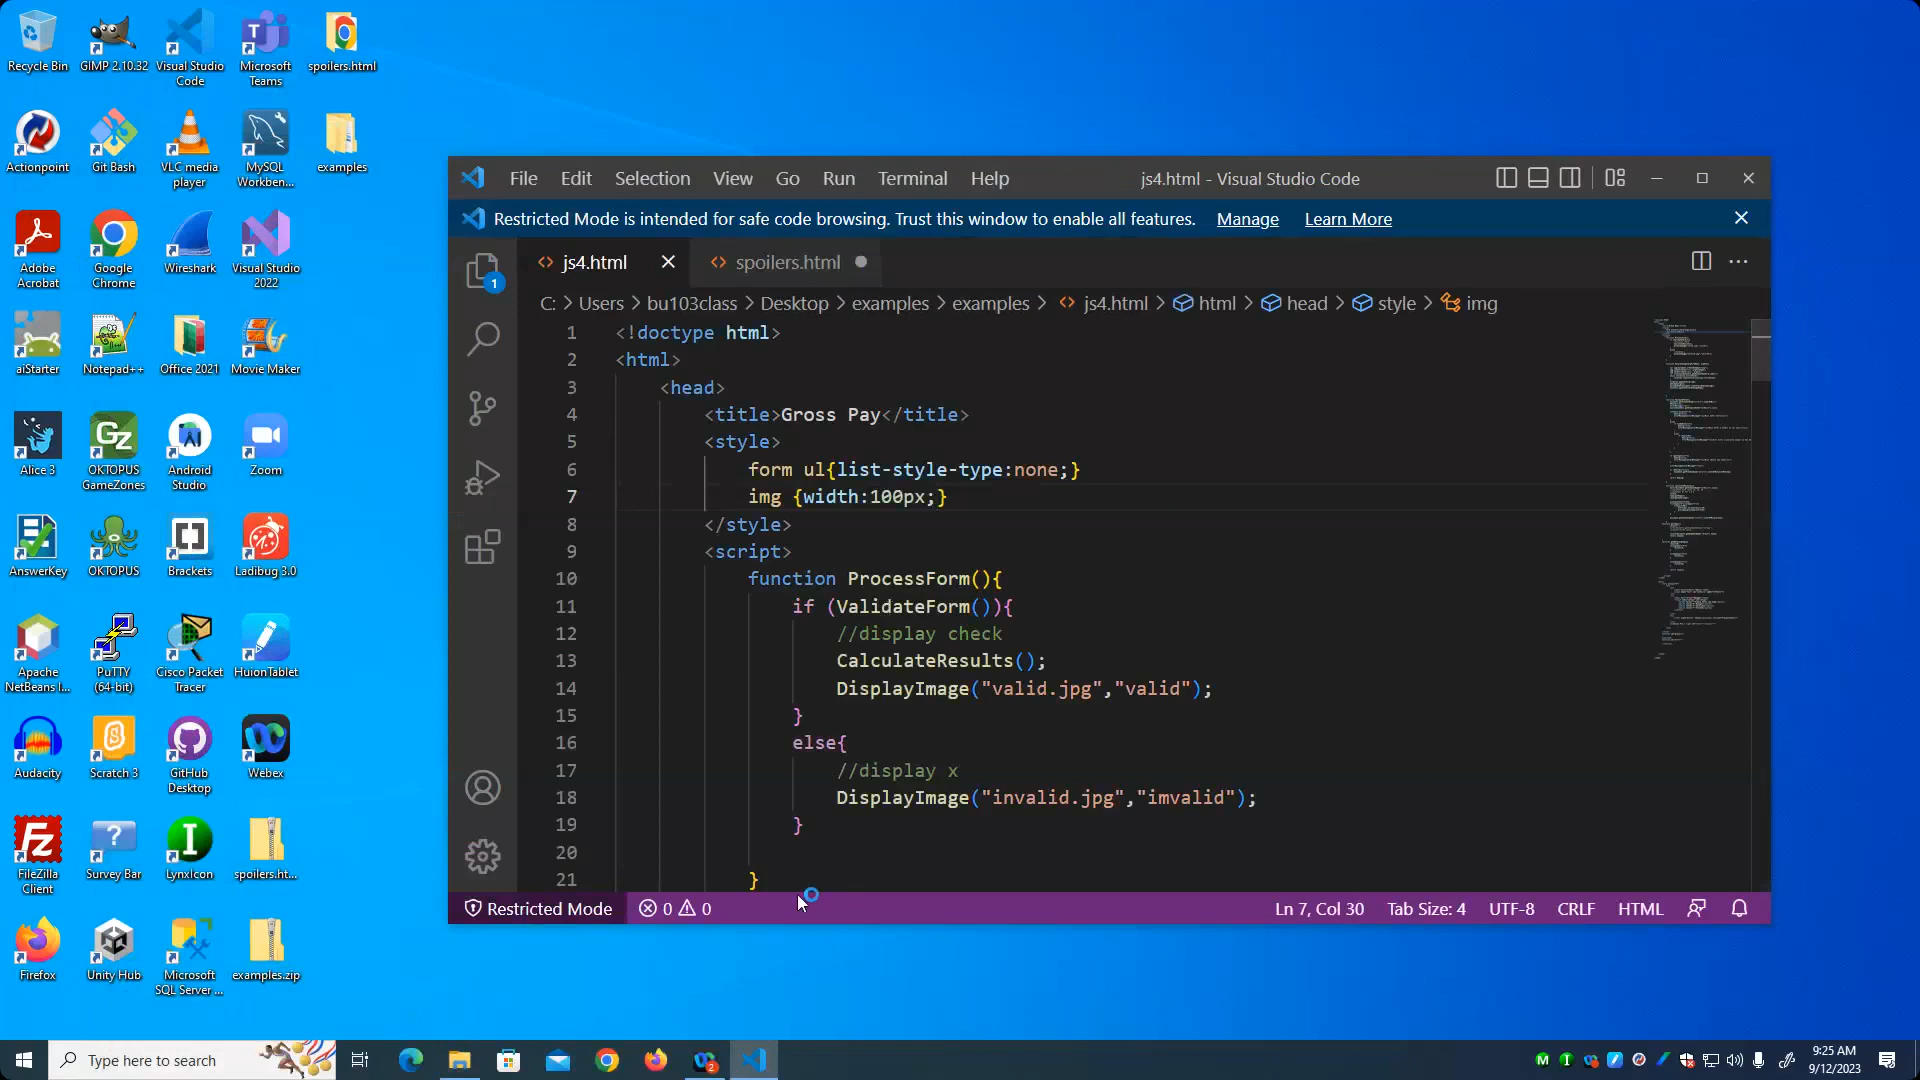 Recycle Bin
GIMP 2.10.32
Visual Studio
Code
Microsoft
Teams
spoilers.html
Actionpoint
Git Bash
VLC media
player
MySQL
Workben...
examples
Adobe
Acrobat
Google
Chrome
Wireshark
Visual Studio
2022
aiStarter
Notepad++
Office 2021
Movie Maker
Alice 3
OKTOPUS
GameZones
Android
Studio
Zoom
AnswerKey
OKTOPUS
Brackets
Ladibug 3.0
Apache
NetBeans I...
PuTTY
(64-bit)
Cisco Packet
Tracer
HuionTablet
Audacity
Scratch 3
GitHub
Desktop
Webex
FileZilla
Client
Survey Bar
LynxIcon
spoilers.ht...
Firefox
Unity Hub
Microsoft
SQL Server ...
examples.zip
File Edit Selection View Go Run Terminal Help
js4.html - Visual Studio Code
Restricted Mode is intended for safe code browsing. Trust this window to enable all features. Manage Learn More
1
js4.html
spoilers.html
C: > Users > bu103class > Desktop > examples > examples > js4.html > html > head > style > img
1 <!doctype html>
2 <html>
3 <head>
4 <title>Gross Pay</title>
5 <style>
6 form ul{list-style-type:none;}
7 img {width:100px;}
8 </style>
9 <script>
10 function ProcessForm(){
11 if (ValidateForm()){
12 //display check
13 CalculateResults();
14 DisplayImage("valid.jpg","valid");
15 }
16 else{
17 //display x
18 DisplayImage("invalid.jpg","imvalid");
19 }
20
21 }
Restricted Mode 0 0 Ln 7, Col 30 Tab Size: 4 UTF-8 CRLF HTML
Type here to search
2
9:25 AM
9/12/2023